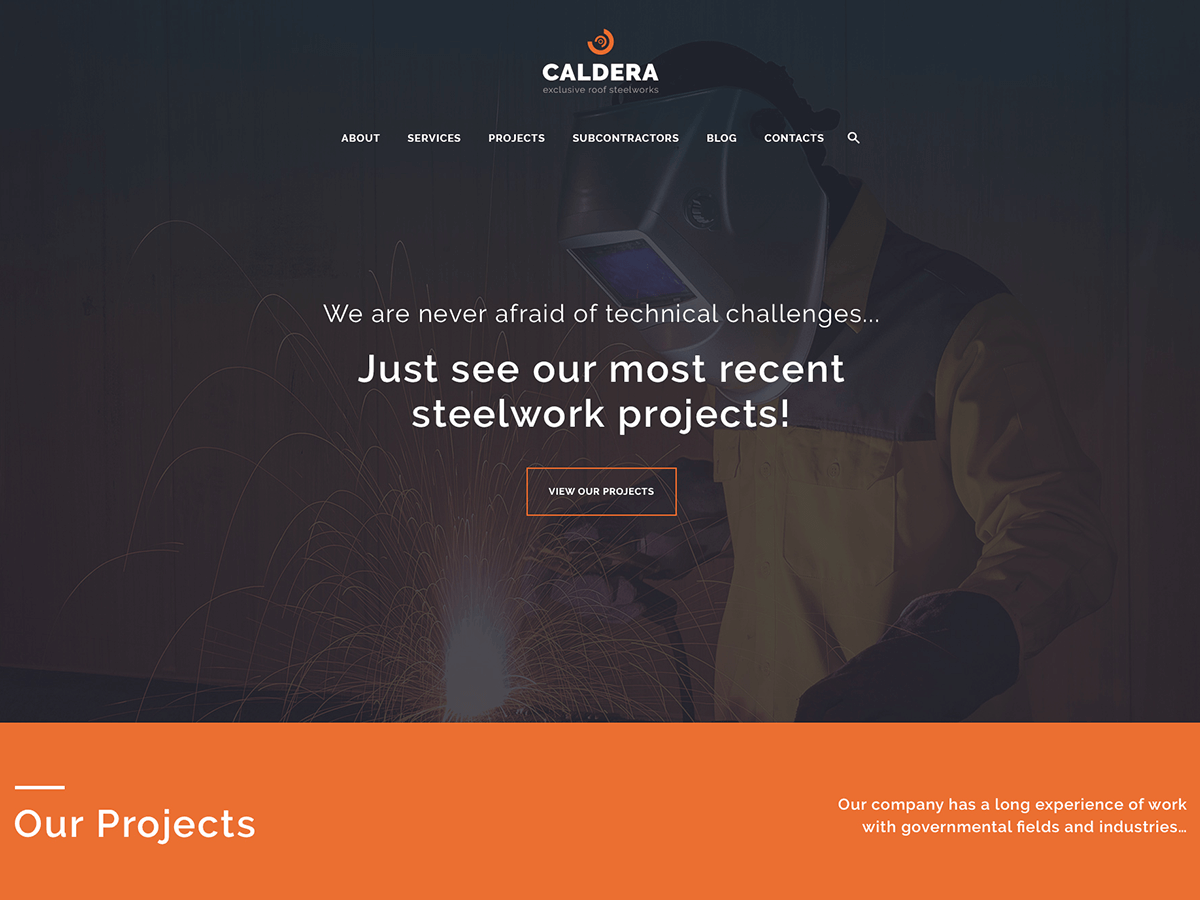 CALDERA
exclusive roof steelworks
ABOUT SERVICES PROJECTS SUBCONTRACTORS BLOG CONTACTS
We are never afraid of technical challenges...
Just see our most recent
steelwork projects!
VIEW OUR PROJECTS
Our Projects
Our company has a long experience of work
with governmental fields and industries...